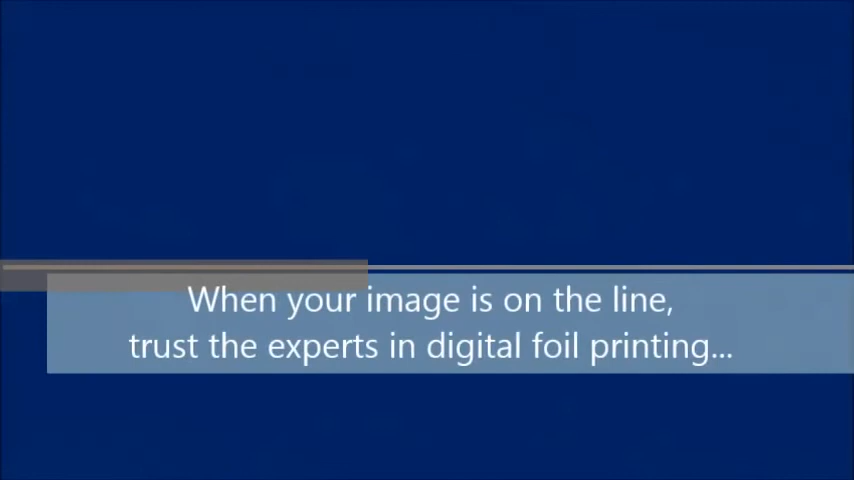 When your image is on the line,
trust the experts in digital foil printing...